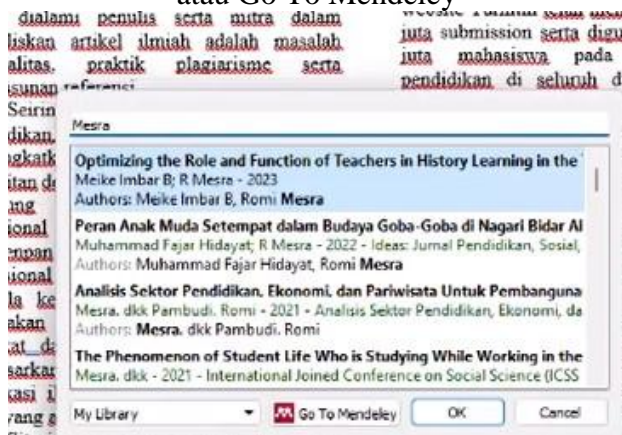 atau Go To Mendeley
dialami penulis serta mitra dalam
artikel ilmiah adalah masalah
praktik plagiarisme serta
referensi
juta submission serta
juta mahasiswa pada
pendidikan di seluruh
Seirin
Mesra
Optimizing the Role and Function of Teachers in History Learning in the
Meike Imbar B; R Mesra - 2023
Authors: Meike Imbar B, Romi Mesra
Peran Anak Muda Setempat dalam Budaya Goba-Goba di Nagari Bidar Al
Muhammad Fajar Hidayat; R Mesra - 2022 - Ideas: Jurnal Pendidikan, Sosial,
Authors: Muhammad Fajar Hidayat, Romi Mesra
Analisis Sektor Pendidikan, Ekonomi, dan Pariwisata Untuk Pembanguna
Mesra. dkk Pambudi. Romi - 2021 - Analisis Sektor Pendidikan, Ekonomi, da
Authors: Mesra. dkk Pambudi. Romi
The Phenomenon of Student Life Who is Studying While Working in the
Mesra. dkk - 2021 - International Joined Conference on Social Science (ICSS
My Library
Go To Mendeley
OK
Cancel